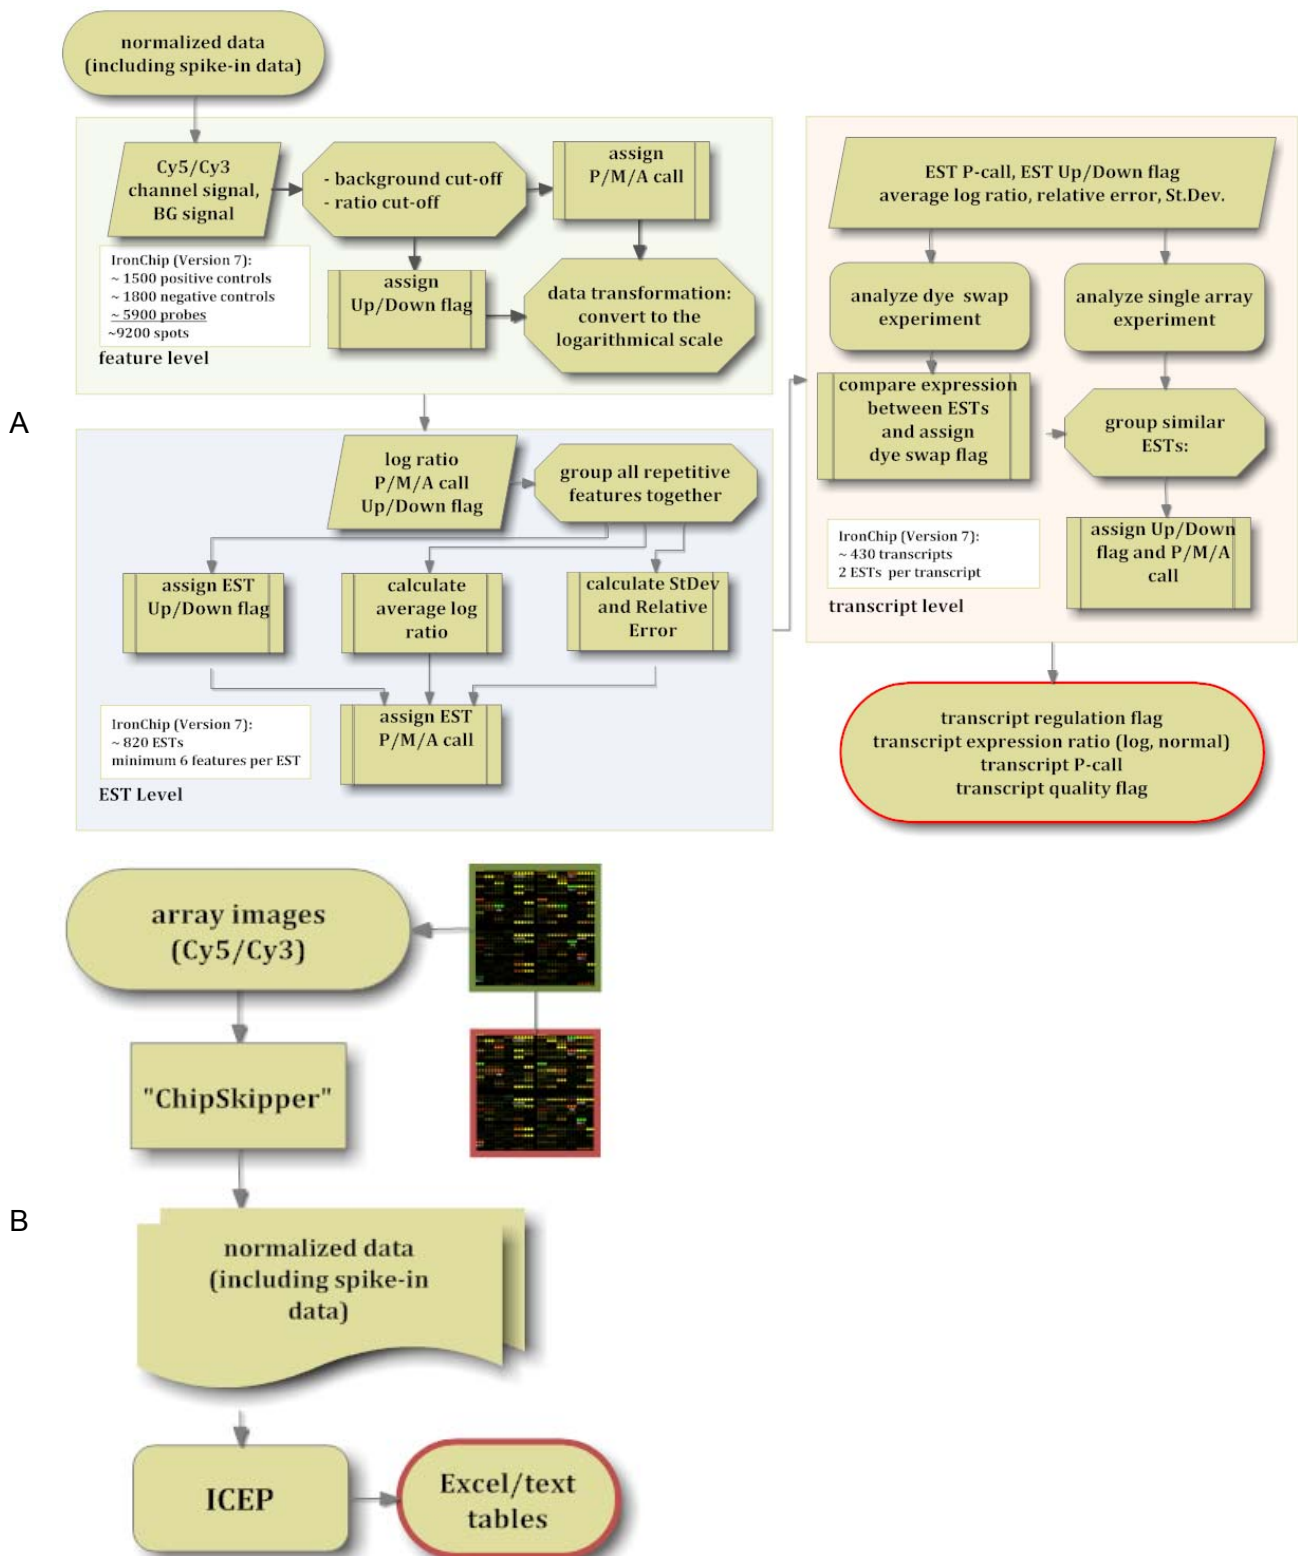 normalized data
(including spike-in data)
Cy5/Cy3
channel signal,
BG signal
- background cut-off
- ratio cut-off
assign
P/M/A call
IronChip (Version 7):
~ 1500 positive controls
~ 1800 negative controls
~ 5900 probes
~9200 spots
feature level
assign
Up/Down flag
data transformation:
convert to the
logarithmical scale
A
log ratio
P/M/A call
Up/Down flag
group all repetitive
features together
assign EST
Up/Down flag
calculate
average log
ratio
calculate StDev
and Relative
Error
IronChip (Version 7):
~ 820 ESTs
minimum 6 features per EST
EST Level
assign EST
P/M/A call
EST P-call, EST Up/Down flag
average log ratio, relative error, St.Dev.
analyze dye swap
experiment
analyze single array
experiment
compare expression
between ESTs
and assign
dye swap flag
group similar
ESTs:
IronChip (Version 7):
~ 430 transcripts
2 ESTs per transcript
transcript level
assign Up/Down
flag and P/M/A
call
transcript regulation flag
transcript expression ratio (log, normal)
transcript P-call
transcript quality flag
array images
(Cy5/Cy3)
"ChipSkipper"
B
normalized data
(including spike-in
data)
ICEP
Excel/text
tables